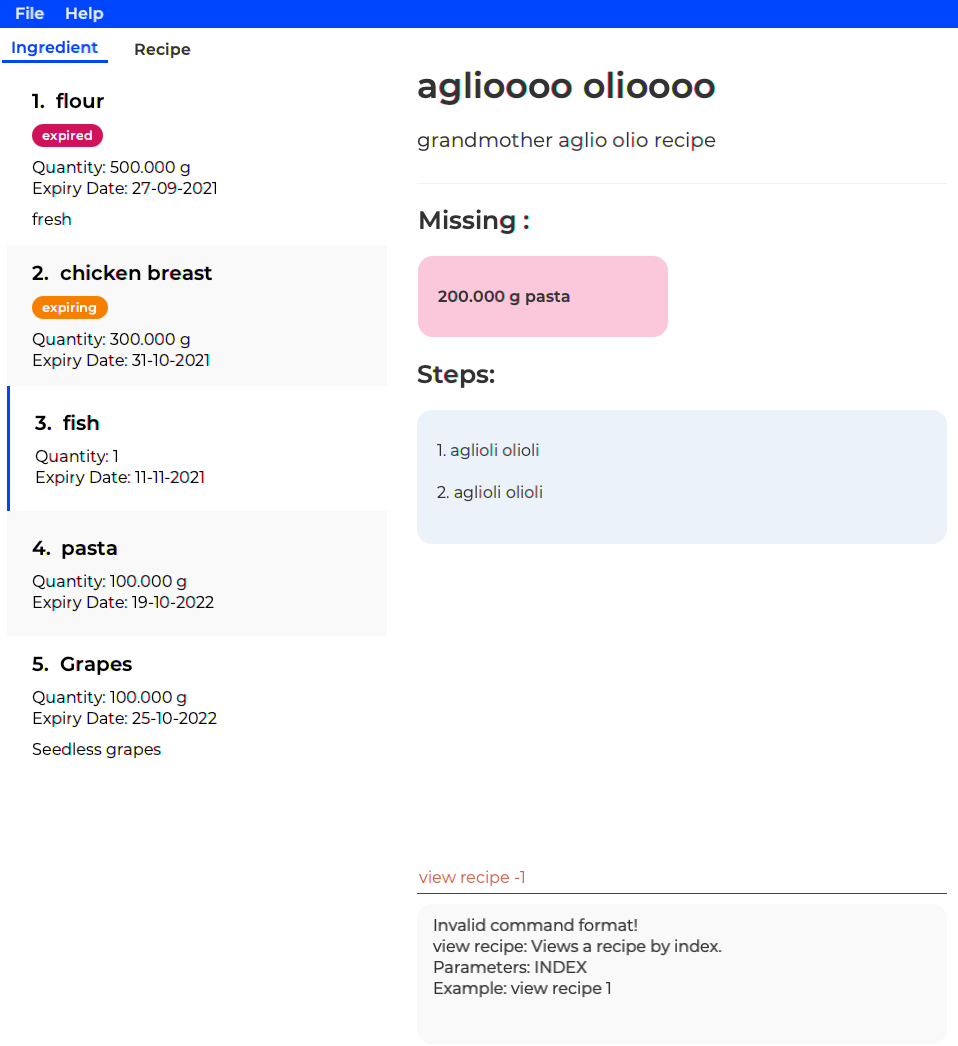 File Help
Ingredient Recipe
1. flour
expired
Quantity: 500.000 g
Expiry Date: 27-09-2021
fresh
2. chicken breast
expiring
Quantity: 300.000 g
Expiry Date: 31-10-2021
3. fish
Quantity: 1
Expiry Date: 11-11-2021
4. pasta
Quantity: 100.000 g
Expiry Date: 19-10-2022
5. Grapes
Quantity: 100.000 g
Expiry Date: 25-10-2022
Seedless grapes
aglioooo olioooo
grandmother aglio olio recipe
Missing :
200.000 g pasta
Steps:
1. aglioli olioli
2. aglioli olioli
view recipe -1
Invalid command format!
view recipe: Views a recipe by index.
Parameters: INDEX
Example: view recipe 1